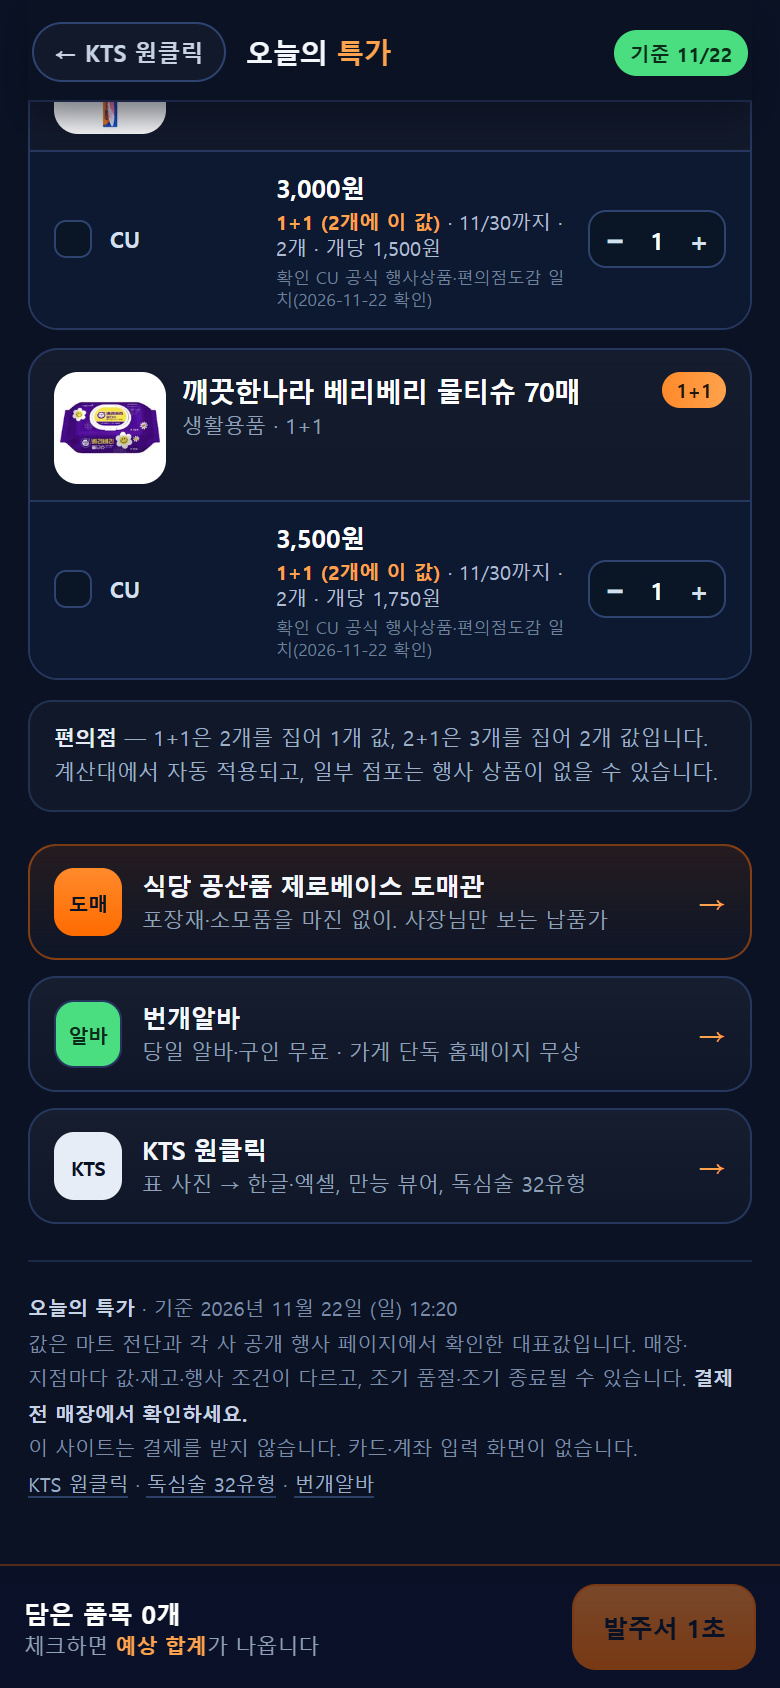 ← KTS 원클릭
오늘의 특가
기준 11/22
CU
3,000원
1+1 (2개에 이 값) · 11/30까지 ·
2개 · 개당 1,500원
확인 CU 공식 행사상품·편의점도감 일
치(2026-11-22 확인)
− 1 +
깨끗한나라 베리베리 물티슈 70매
1+1
생활용품 · 1+1
CU
3,500원
1+1 (2개에 이 값) · 11/30까지 ·
2개 · 개당 1,750원
확인 CU 공식 행사상품·편의점도감 일
치(2026-11-22 확인)
− 1 +
편의점 — 1+1은 2개를 집어 1개 값, 2+1은 3개를 집어 2개 값입니다.
계산대에서 자동 적용되고, 일부 점포는 행사 상품이 없을 수 있습니다.
도매
식당 공산품 제로베이스 도매관
포장재·소모품을 마진 없이. 사장님만 보는 납품가
→
알바
번개알바
당일 알바·구인 무료 · 가게 단독 홈페이지 무상
→
KTS
KTS 원클릭
표 사진 → 한글·엑셀, 만능 뷰어, 독심술 32유형
→
오늘의 특가 · 기준 2026년 11월 22일 (일) 12:20
값은 마트 전단과 각 사 공개 행사 페이지에서 확인한 대표값입니다. 매장·
지점마다 값·재고·행사 조건이 다르고, 조기 품절·조기 종료될 수 있습니다. 결제
전 매장에서 확인하세요.
이 사이트는 결제를 받지 않습니다. 카드·계좌 입력 화면이 없습니다.
KTS 원클릭 · 독심술 32유형 · 번개알바
담은 품목 0개
체크하면 예상 합계가 나옵니다
발주서 1초